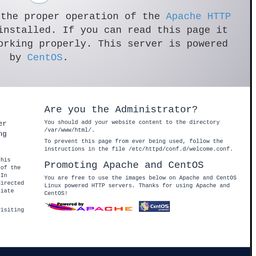 the proper operation of the Apache HTTP
installed. If you can read this page it
orking properly. This server is powered
by CentOS.
Are you the Administrator?
You should add your website content to the directory
/var/www/html/.
To prevent this page from ever being used, follow the
instructions in the file /etc/httpd/conf.d/welcome.conf.
er
ng
his
of the
In
directed
iate
isiting
Promoting Apache and CentOS
You are free to use the images below on Apache and CentOS
Linux powered HTTP servers. Thanks for using Apache and
CentOS!
Powered by
APACHE
CentOS